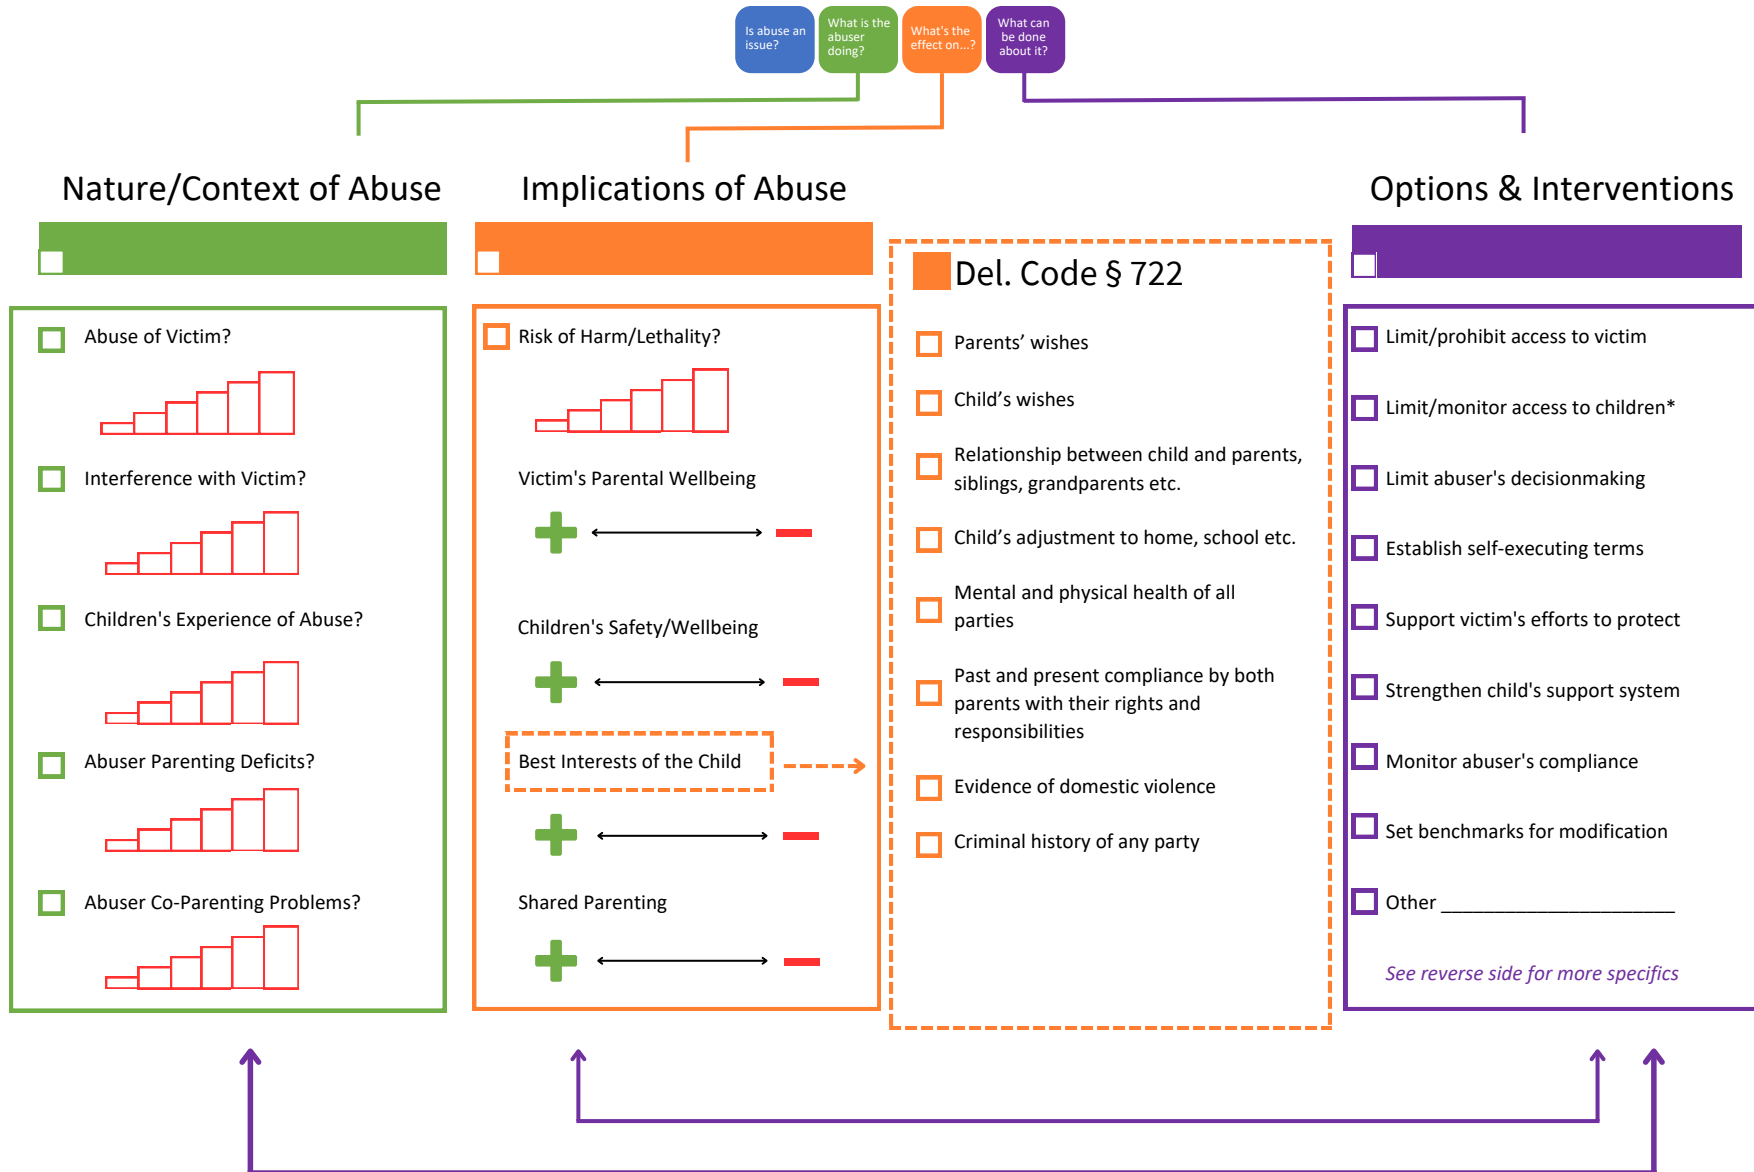 Is abuse an
issue?
What is the
abuser
doing?
What's the
effect on...?
What can
be done
about it?
Nature/Context of Abuse
Abuse of Victim?
Interference with Victim?
Children's Experience of Abuse?
Abuser Parenting Deficits?
Abuser Co-Parenting Problems?
Implications of Abuse
Risk of Harm/Lethality?
Victim's Parental Wellbeing
Children's Safety/Wellbeing
Best Interests of the Child
Shared Parenting
Del. Code § 722
Parents’ wishes
Child’s wishes
Relationship between child and parents,
siblings, grandparents etc.
Child’s adjustment to home, school etc.
Mental and physical health of all
parties
Past and present compliance by both
parents with their rights and
responsibilities
Evidence of domestic violence
Criminal history of any party
Options & Interventions
Limit/prohibit access to victim
Limit/monitor access to children*
Limit abuser's decisionmaking
Establish self-executing terms
Support victim's efforts to protect
Strengthen child's support system
Monitor abuser's compliance
Set benchmarks for modification
Other ______________________
See reverse side for more specifics